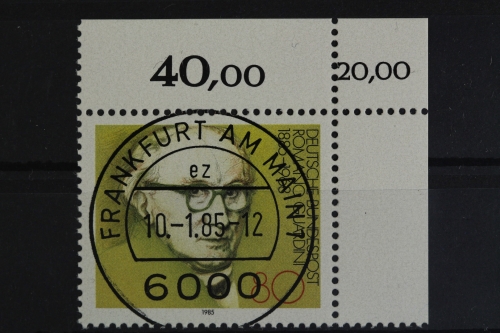 40,00
20,00
FRANKFURT AM MAIN 1
ez
10.-1.85-12
6000
DEUTSCHE BUNDESPOST
ROMANO GUARDINI
80
1985